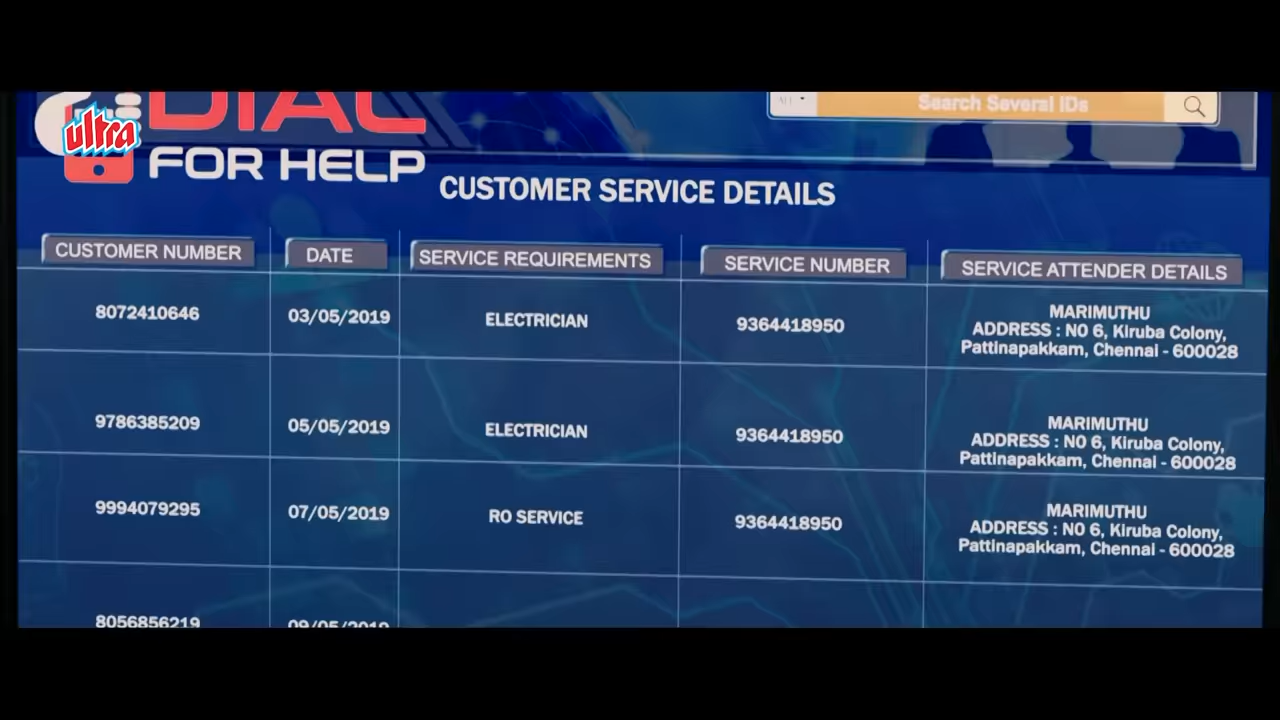 ultra
DIAL
FOR HELP
Search Several IDs
CUSTOMER SERVICE DETAILS
CUSTOMER NUMBER DATE SERVICE REQUIREMENTS SERVICE NUMBER SERVICE ATTENDER DETAILS
8072410646 03/05/2019 ELECTRICIAN 9364418950 MARIMUTHU
ADDRESS : NO 6, Kiruba Colony,
Pattinapakkam, Chennai - 600028
9786385209 05/05/2019 ELECTRICIAN 9364418950 MARIMUTHU
ADDRESS : NO 6, Kiruba Colony,
Pattinapakkam, Chennai - 600028
9994079295 07/05/2019 RO SERVICE 9364418950 MARIMUTHU
ADDRESS : NO 6, Kiruba Colony,
Pattinapakkam, Chennai - 600028
8056856219 09/05/2019